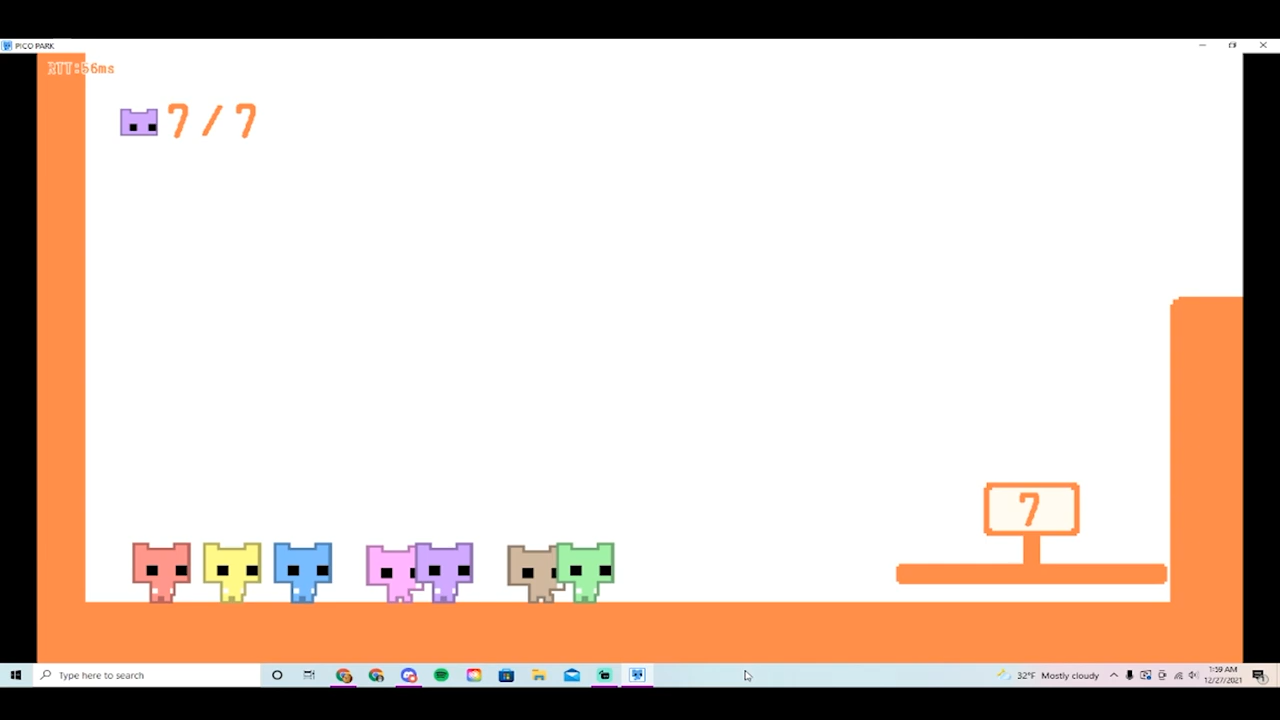 PICO PARK
RTT:56ms
7/7
7
Type here to search
32°F Mostly cloudy
1:59 AM
12/27/2021